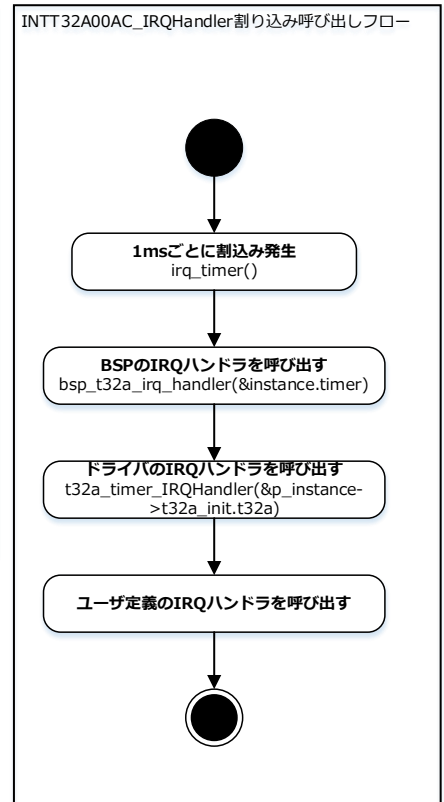 INTT32A00AC_IRQHandler割り込み呼び出しフロー
1msごとに割込み発生
irq_timer()
BSPのIRQハンドラを呼び出す
bsp_t32a_irq_handler(&instance.timer)
ドライバのIRQハンドラを呼び出す
t32a_timer_IRQHandler(&p_instance-
>t32a_init.t32a)
ユーザ定義のIRQハンドラを呼び出す